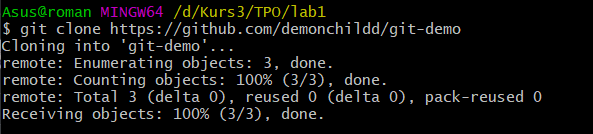 Asus@roman MINGW64 /d/Kurs3/TPO/lab1
$ git clone https://github.com/demonchildd/git-demo
Cloning into 'git-demo'...
remote: Enumerating objects: 3, done.
remote: Counting objects: 100% (3/3), done.
remote: Total 3 (delta 0), reused 0 (delta 0), pack-reused 0
Receiving objects: 100% (3/3), done.